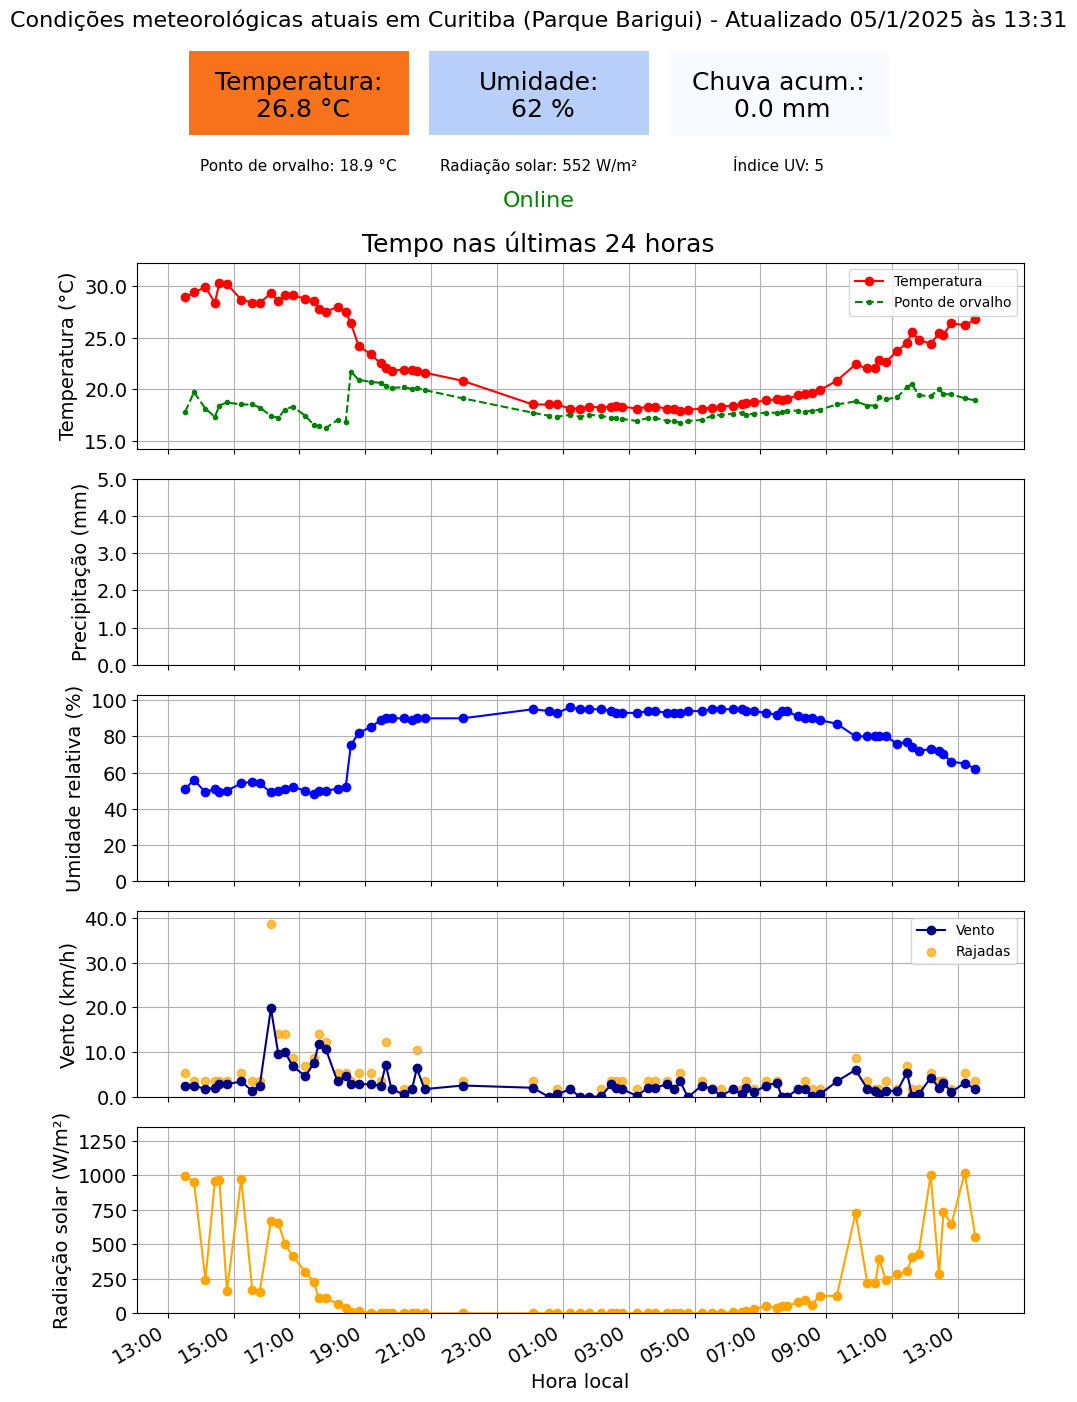 Condições meteorológicas atuais em Curitiba (Parque Barigui) - Atualizado 05/1/2025 às 13:31
Temperatura:
26.8 °C
Umidade:
62 %
Chuva acum.:
0.0 mm
Ponto de orvalho: 18.9 °C
Radiação solar: 552 W/m²
Índice UV: 5
Online
Tempo nas últimas 24 horas
Temperatura (°C)
30.0
25.0
20.0
15.0
Temperatura
Ponto de orvalho
Precipitação (mm)
5.0
4.0
3.0
2.0
1.0
0.0
Umidade relativa (%)
100
80
60
40
20
0
Vento (km/h)
40.0
30.0
20.0
10.0
0.0
Vento
Rajadas
Radiação solar (W/m²)
1250
1000
750
500
250
0
13:00
15:00
17:00
19:00
21:00
23:00
01:00
03:00
05:00
07:00
09:00
11:00
13:00
Hora local